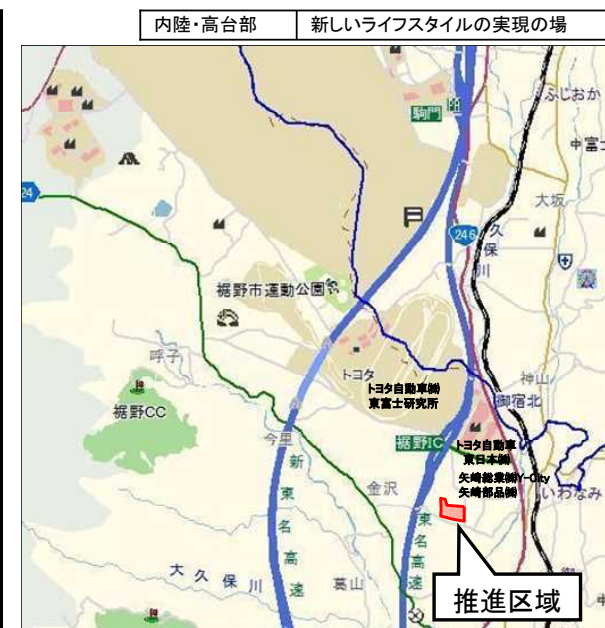 内陸・高台部
新しいライフスタイルの実現の場
駒門
ふじおか
中富士
大坂
24
246
久保川
裾野市運動公園
呼子
トヨタ
トヨタ自動車㈱
東富士研究所
神山
御宿北
裾野CC
今里
裾野IC
トヨタ自動車
東日本㈱
矢崎総業㈱Y-City
矢崎部品㈱
いわなみ
金沢
新東名高速
東名高速
大久保川
葛山
推進区域